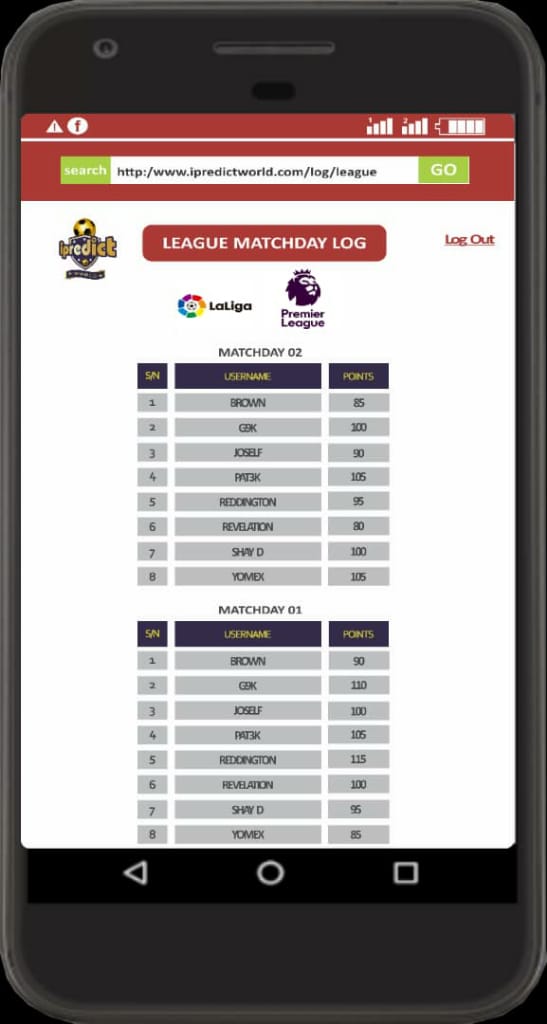 f
1 2
search http:/www.ipredictworld.com/log/league GO
ipredict
WORLD
LEAGUE MATCHDAY LOG
Log Out
LaLiga
Premier
League
MATCHDAY 02
S/N USERNAME POINTS
1 BROWN 85
2 G9K 100
3 JOSELF 90
4 PAT3K 105
5 REDDINGTON 95
6 REVELATION 80
7 SHAY D 100
8 YOMEX 105
MATCHDAY 01
S/N USERNAME POINTS
1 BROWN 90
2 G9K 110
3 JOSELF 100
4 PAT3K 105
5 REDDINGTON 115
6 REVELATION 100
7 SHAY D 95
8 YOMEX 85